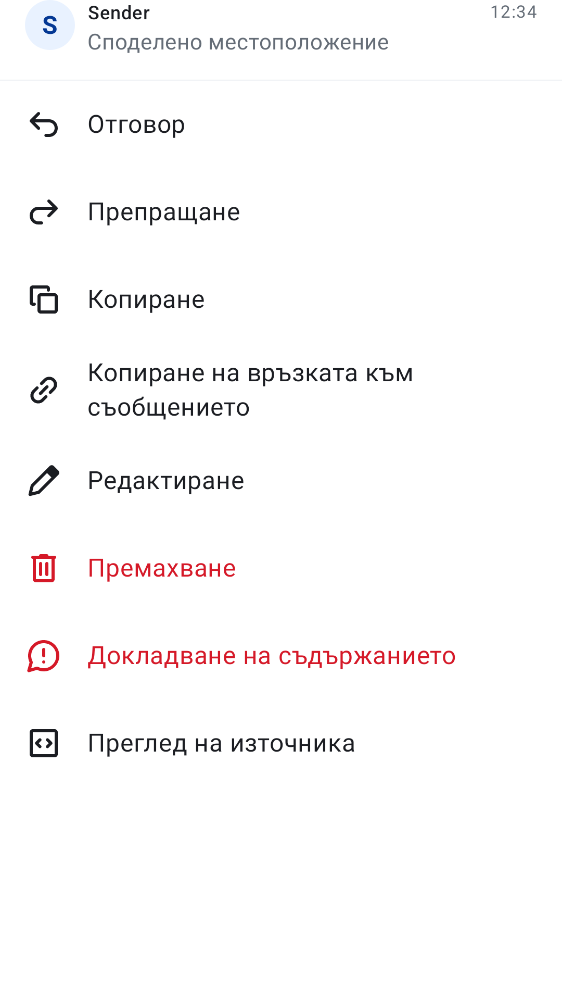 S
Sender
12:34
Споделено местоположение
Отговор
Препращане
Копиране
Копиране на връзката към
съобщението
Редактиране
Премахване
Докладване на съдържанието
Преглед на източника